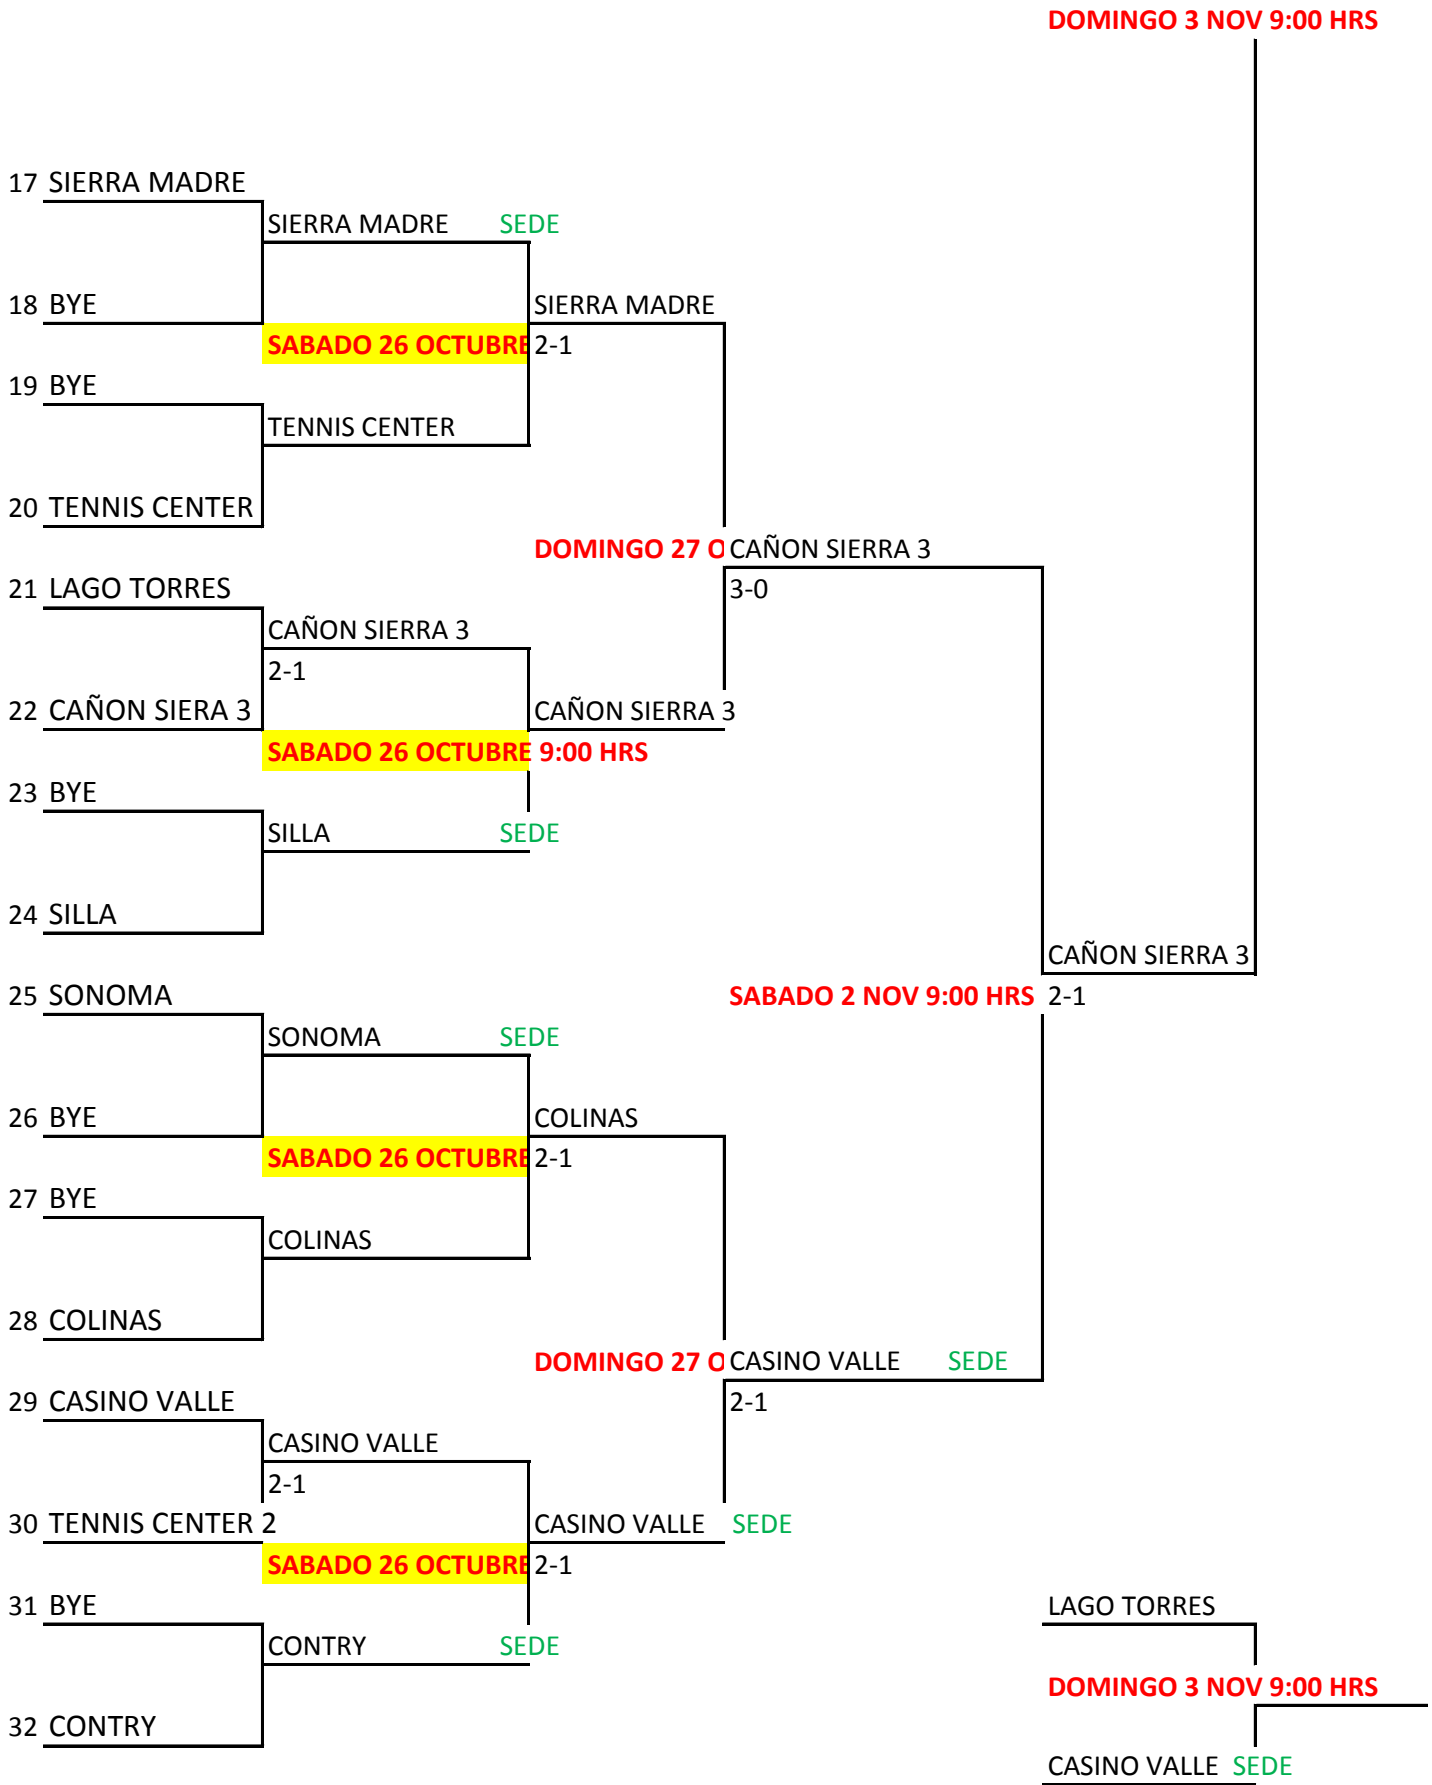 DOMINGO 3 NOV 9:00 HRS
17 SIERRA MADRE
SIERRA MADRE SEDE
18 BYE SIERRA MADRE
SABADO 26 OCTUBRE 2-1
19 BYE
TENNIS CENTER
20 TENNIS CENTER
DOMINGO 27 O CAÑON SIERRA 3
21 LAGO TORRES 3-0
CAÑON SIERRA 3
2-1
22 CAÑON SIERA 3 CAÑON SIERRA 3
SABADO 26 OCTUBRE 9:00 HRS
23 BYE
SILLA SEDE
24 SILLA
CAÑON SIERRA 3
25 SONOMA SABADO 2 NOV 9:00 HRS 2-1
SONOMA SEDE
26 BYE COLINAS
SABADO 26 OCTUBRE 2-1
27 BYE
COLINAS
28 COLINAS
DOMINGO 27 O CASINO VALLE SEDE
29 CASINO VALLE 2-1
CASINO VALLE
2-1
30 TENNIS CENTER 2 CASINO VALLE SEDE
SABADO 26 OCTUBRE 2-1
31 BYE LAGO TORRES
CONTRY SEDE
DOMINGO 3 NOV 9:00 HRS
32 CONTRY
CASINO VALLE SEDE